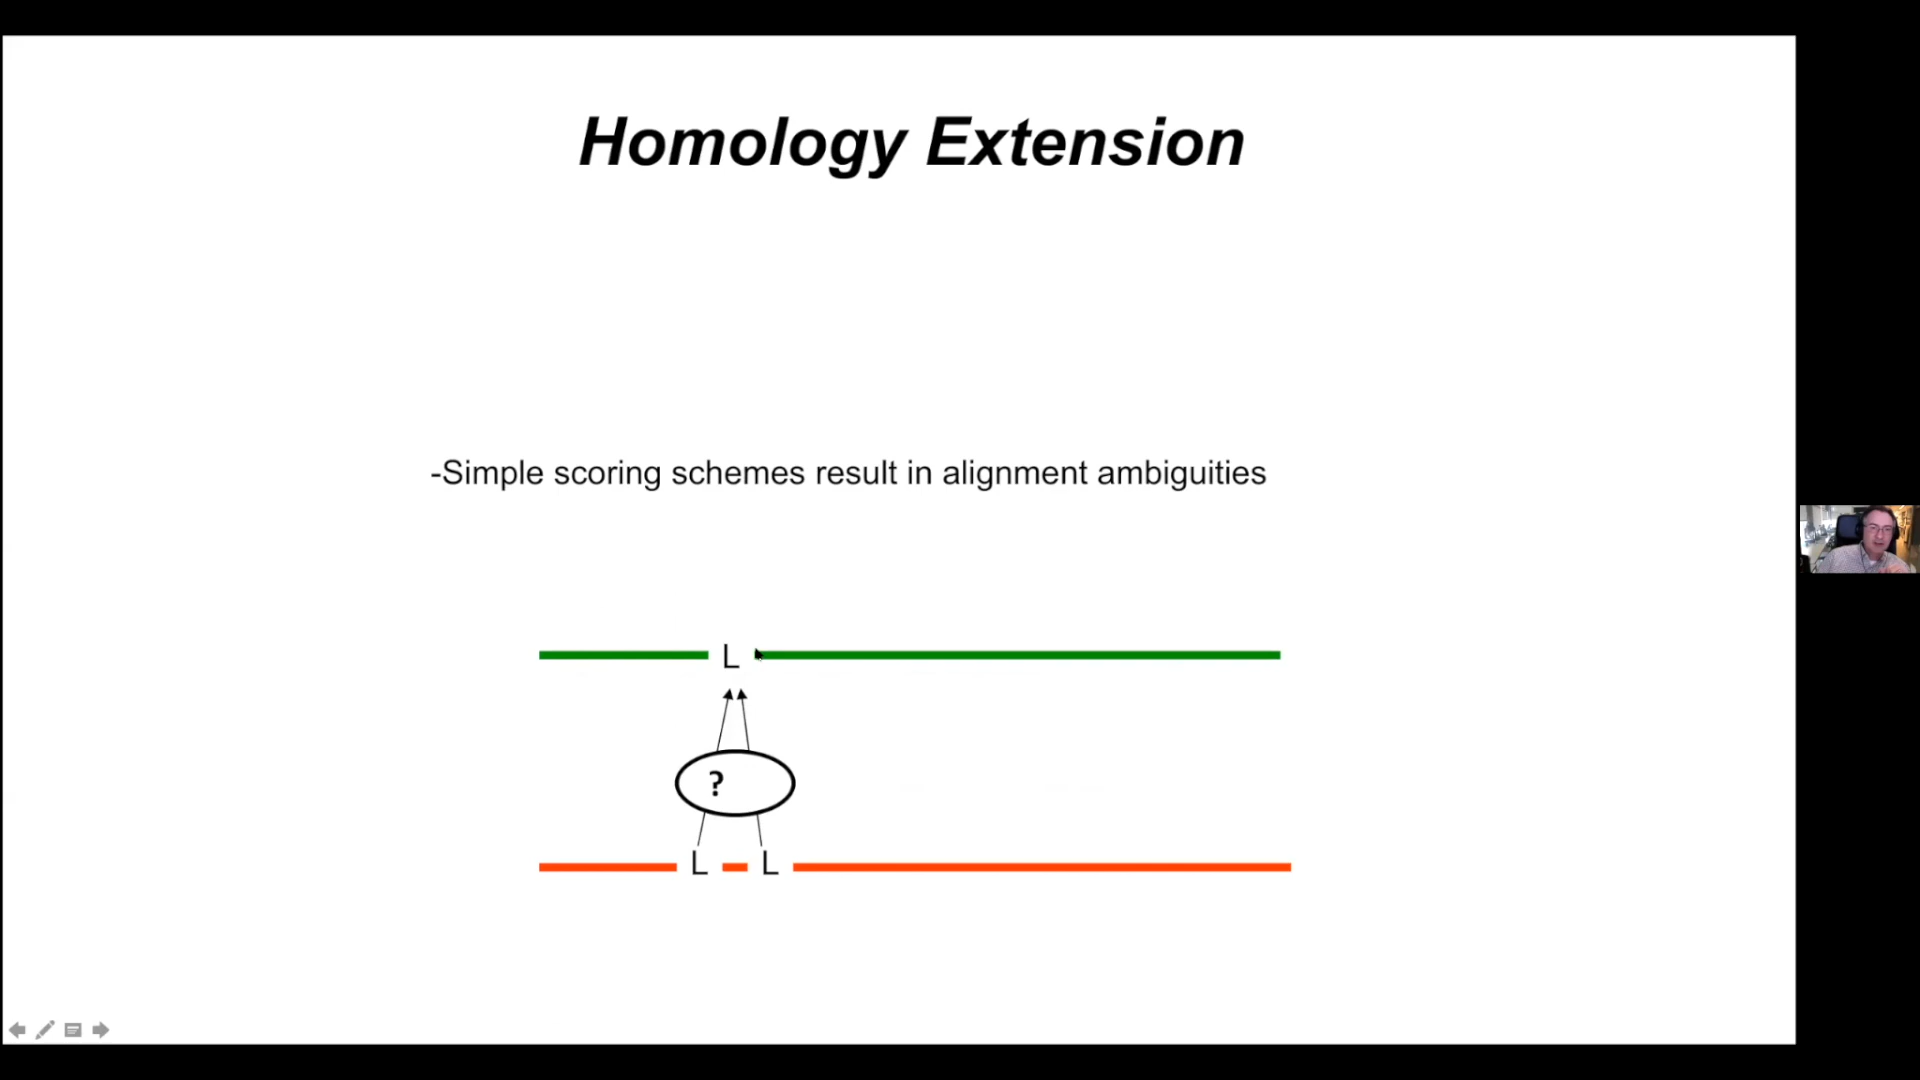 Homology Extension
-Simple scoring schemes result in alignment ambiguities
L
?
L L